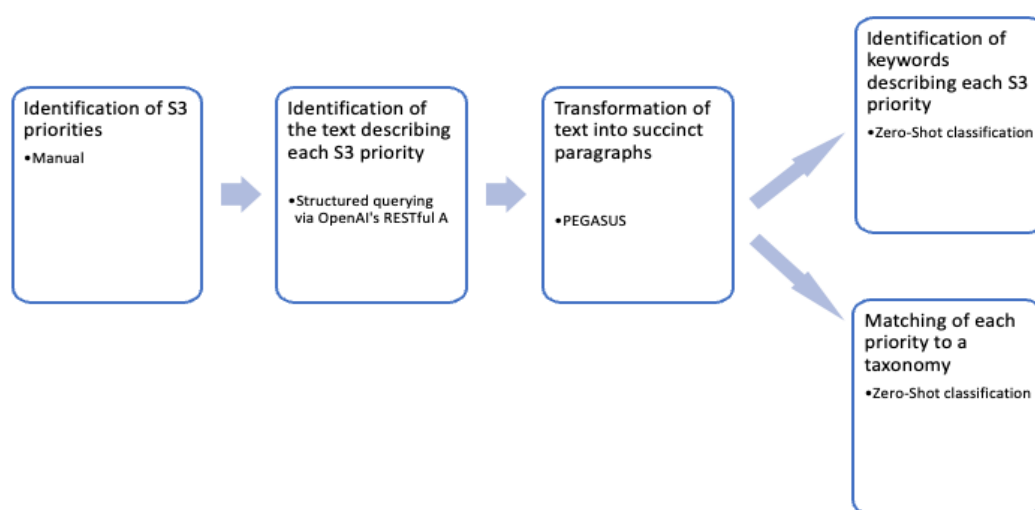 Identification of S3
priorities
•Manual
Identification of
the text describing
each S3 priority
•Structured querying
via OpenAI's RESTful A
Transformation of
text into succinct
paragraphs
•PEGASUS
Identification of
keywords
describing each S3
priority
•Zero-Shot classification
Matching of each
priority to a
taxonomy
•Zero-Shot classification